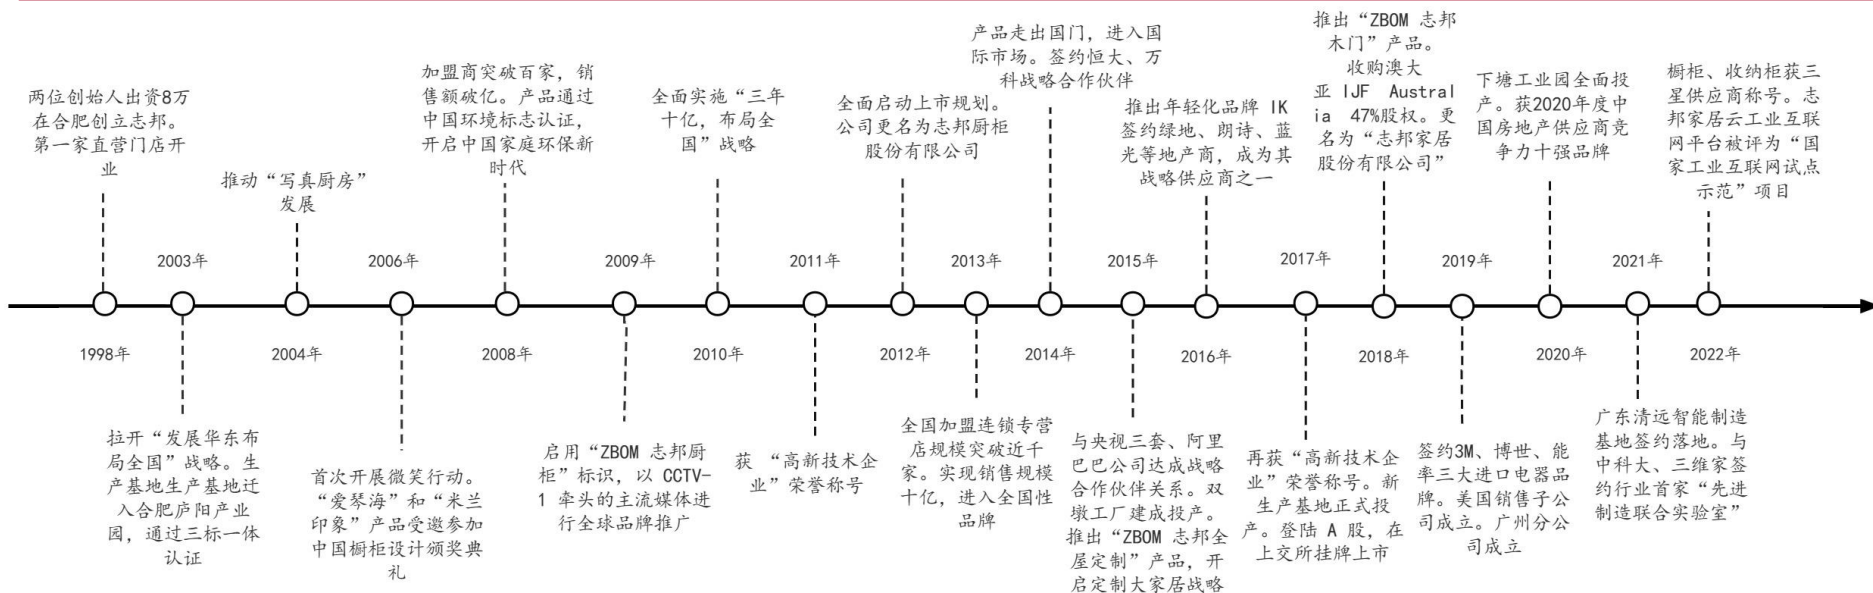 两位创始人出资8万
在合肥创立志邦。
第一家直营门店开
业
推动“写真厨房”
发展
加盟商突破百家，销
售额破亿。产品通过
中国环境标志认证，
开启中国家庭环保新
时代
全面实施“三年
十亿，布局全
国”战略
全面启动上市规划。
公司更名为志邦厨柜
股份有限公司
产品走出国门，进入国
际市场。签约恒大、万
科战略合作伙伴
推出年轻化品牌 IK
签约绿地、朗诗、蓝
光等地产商，成为其
战略供应商之一
推出“ZBOM 志邦
木门”产品。
收购澳大
亚 IJF Austral
ia 47%股权。更
名为“志邦家居
股份有限公司”
下塘工业园全面投
产。获2020年度中
国房地产供应商竞
争力十强品牌
橱柜、收纳柜获三
星供应商称号。志
邦家居云工业互联
网平台被评为“国
家工业互联网试点
示范”项目
2003年
2006年
2009年
2011年
2013年
2015年
2017年
2019年
2021年
1998年
2004年
2008年
2010年
2012年
2014年
2016年
2018年
2020年
2022年
拉开“发展华东布
局全国”战略。生
产基地生产基地迁
入合肥庐阳产业
园，通过三标一体
认证
首次开展微笑行动。
“爱琴海”和“米兰
印象”产品受邀参加
中国橱柜设计颁奖典
礼
启用“ZBOM 志邦厨
柜”标识，以 CCTV-
1 牵头的主流媒体进
行全球品牌推广
获 “高新技术企
业”荣誉称号
全国加盟连锁专营
店规模突破近千
家。实现销售规模
十亿，进入全国性
品牌
与央视三套、阿里
巴巴公司达成战略
合作伙伴关系。双
墩工厂建成投产。
推出“ZBOM 志邦全
屋定制”产品，开
启定制大家居战略
再获“高新技术企
业”荣誉称号。新
生产基地正式投
产。登陆 A 股，在
上交所挂牌上市
签约3M、博世、能
率三大进口电器品
牌。美国销售子公
司成立。广州分公
司成立
广东清远智能制造
基地签约落地。与
中科大、三维家签
约行业首家“先进
制造联合实验室”